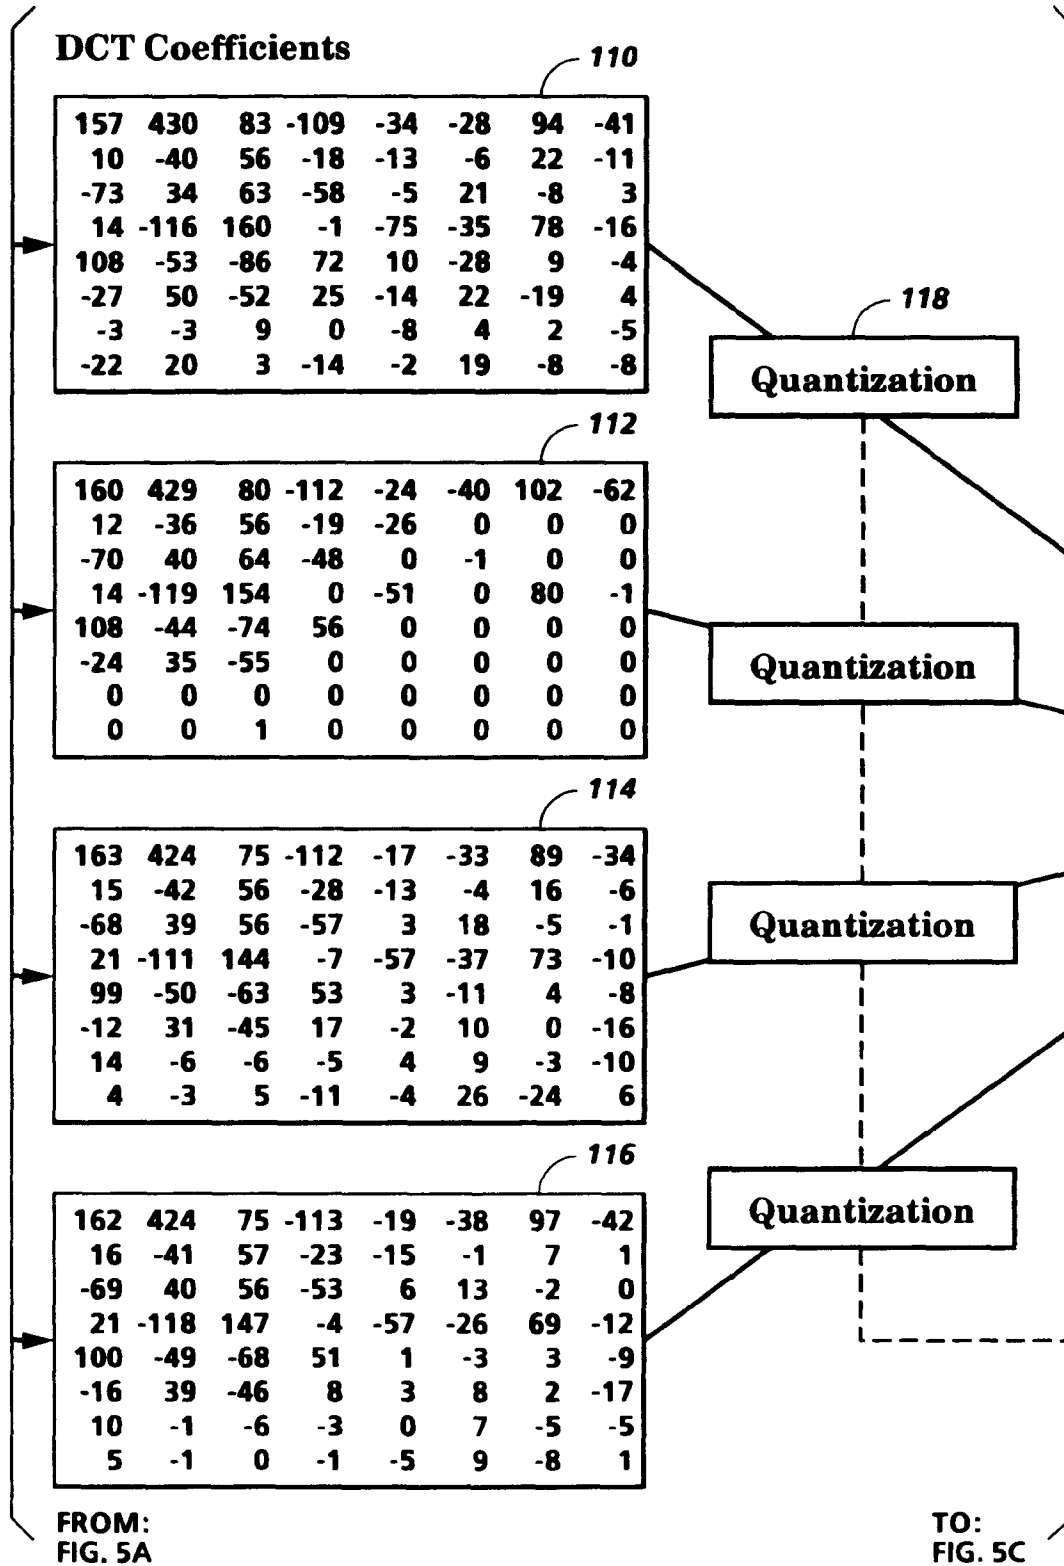 DCT Coefficients
110
157 430 83 -109 -34 -28 94 -41
10 -40 56 -18 -13 -6 22 -11
-73 34 63 -58 -5 21 -8 3
14 -116 160 -1 -75 -35 78 -16
108 -53 -86 72 10 -28 9 -4
-27 50 -52 25 -14 22 -19 4
-3 -3 9 0 -8 4 2 -5
-22 20 3 -14 -2 19 -8 -8
118
Quantization
112
160 429 80 -112 -24 -40 102 -62
12 -36 56 -19 -26 0 0 0
-70 40 64 -48 0 -1 0 0
14 -119 154 0 -51 0 80 -1
108 -44 -74 56 0 0 0 0
-24 35 -55 0 0 0 0 0
0 0 0 0 0 0 0 0
0 0 1 0 0 0 0 0
Quantization
114
163 424 75 -112 -17 -33 89 -34
15 -42 56 -28 -13 -4 16 -6
-68 39 56 -57 3 18 -5 -1
21 -111 144 -7 -57 -37 73 -10
99 -50 -63 53 3 -11 4 -8
-12 31 -45 17 -2 10 0 -16
14 -6 -6 -5 4 9 -3 -10
4 -3 5 -11 -4 26 -24 6
Quantization
116
162 424 75 -113 -19 -38 97 -42
16 -41 57 -23 -15 -1 7 1
-69 40 56 -53 6 13 -2 0
21 -118 147 -4 -57 -26 69 -12
100 -49 -68 51 1 -3 3 -9
-16 39 -46 8 3 8 2 -17
10 -1 -6 -3 0 7 -5 -5
5 -1 0 -1 -5 9 -8 1
Quantization
FROM:
FIG. 5A
TO:
FIG. 5C